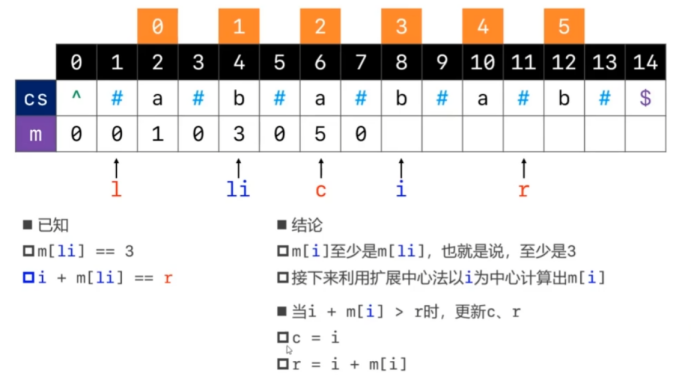 0 1 2 3 4 5
0 1 2 3 4 5 6 7 8 9 10 11 12 13 14
cs ^ # a # b # a # b # a # b # $
m 0 0 1 0 3 0 5 0
l li c i r
已知
m[li] == 3
i + m[li] == r
结论
m[i]至少是m[li]，也就是说，至少是3
接下来利用扩展中心法以i为中心计算出m[i]
当i + m[i] > r时，更新c、r
c = i
r = i + m[i]